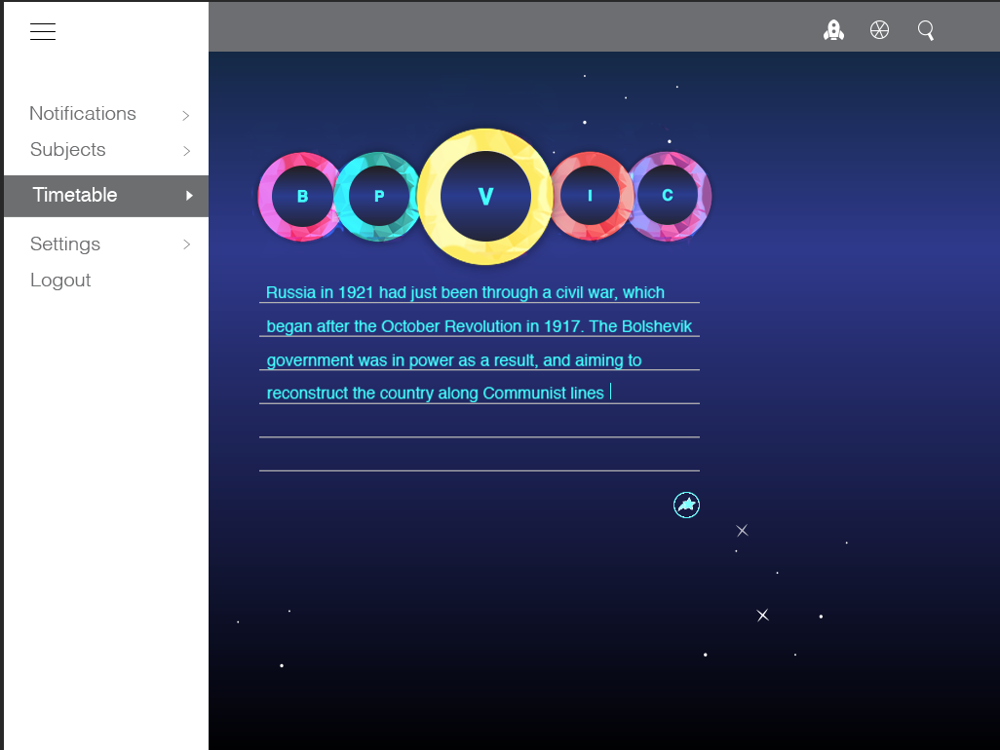 Notifications
Subjects
Timetable
Settings
Logout
B P V I C
Russia in 1921 had just been through a civil war, which
began after the October Revolution in 1917. The Bolshevik
government was in power as a result, and aiming to
reconstruct the country along Communist lines